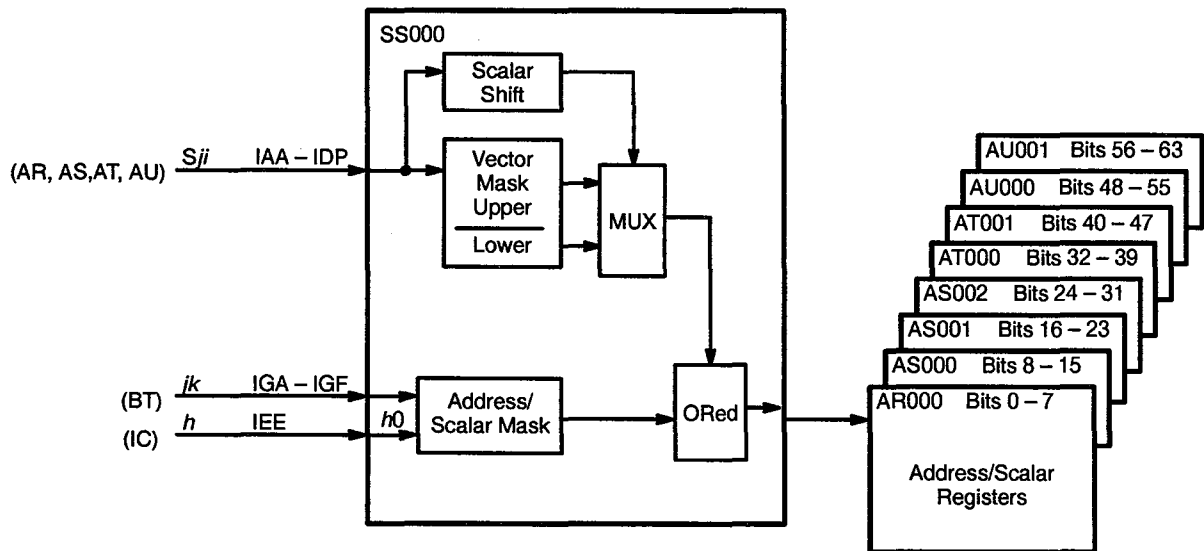 SS000
Scalar
Shift
(AR, AS,AT, AU)
Sji
IAA – IDP
Vector
Mask
Upper
Lower
MUX
(BT)
jk
IGA – IGF
(IC)
h
IEE
h0
Address/
Scalar Mask
ORed
AU001 Bits 56 – 63
AU000 Bits 48 – 55
AT001 Bits 40 – 47
AT000 Bits 32 – 39
AS002 Bits 24 – 31
AS001 Bits 16 – 23
AS000 Bits 8 – 15
AR000 Bits 0 – 7
Address/Scalar
Registers